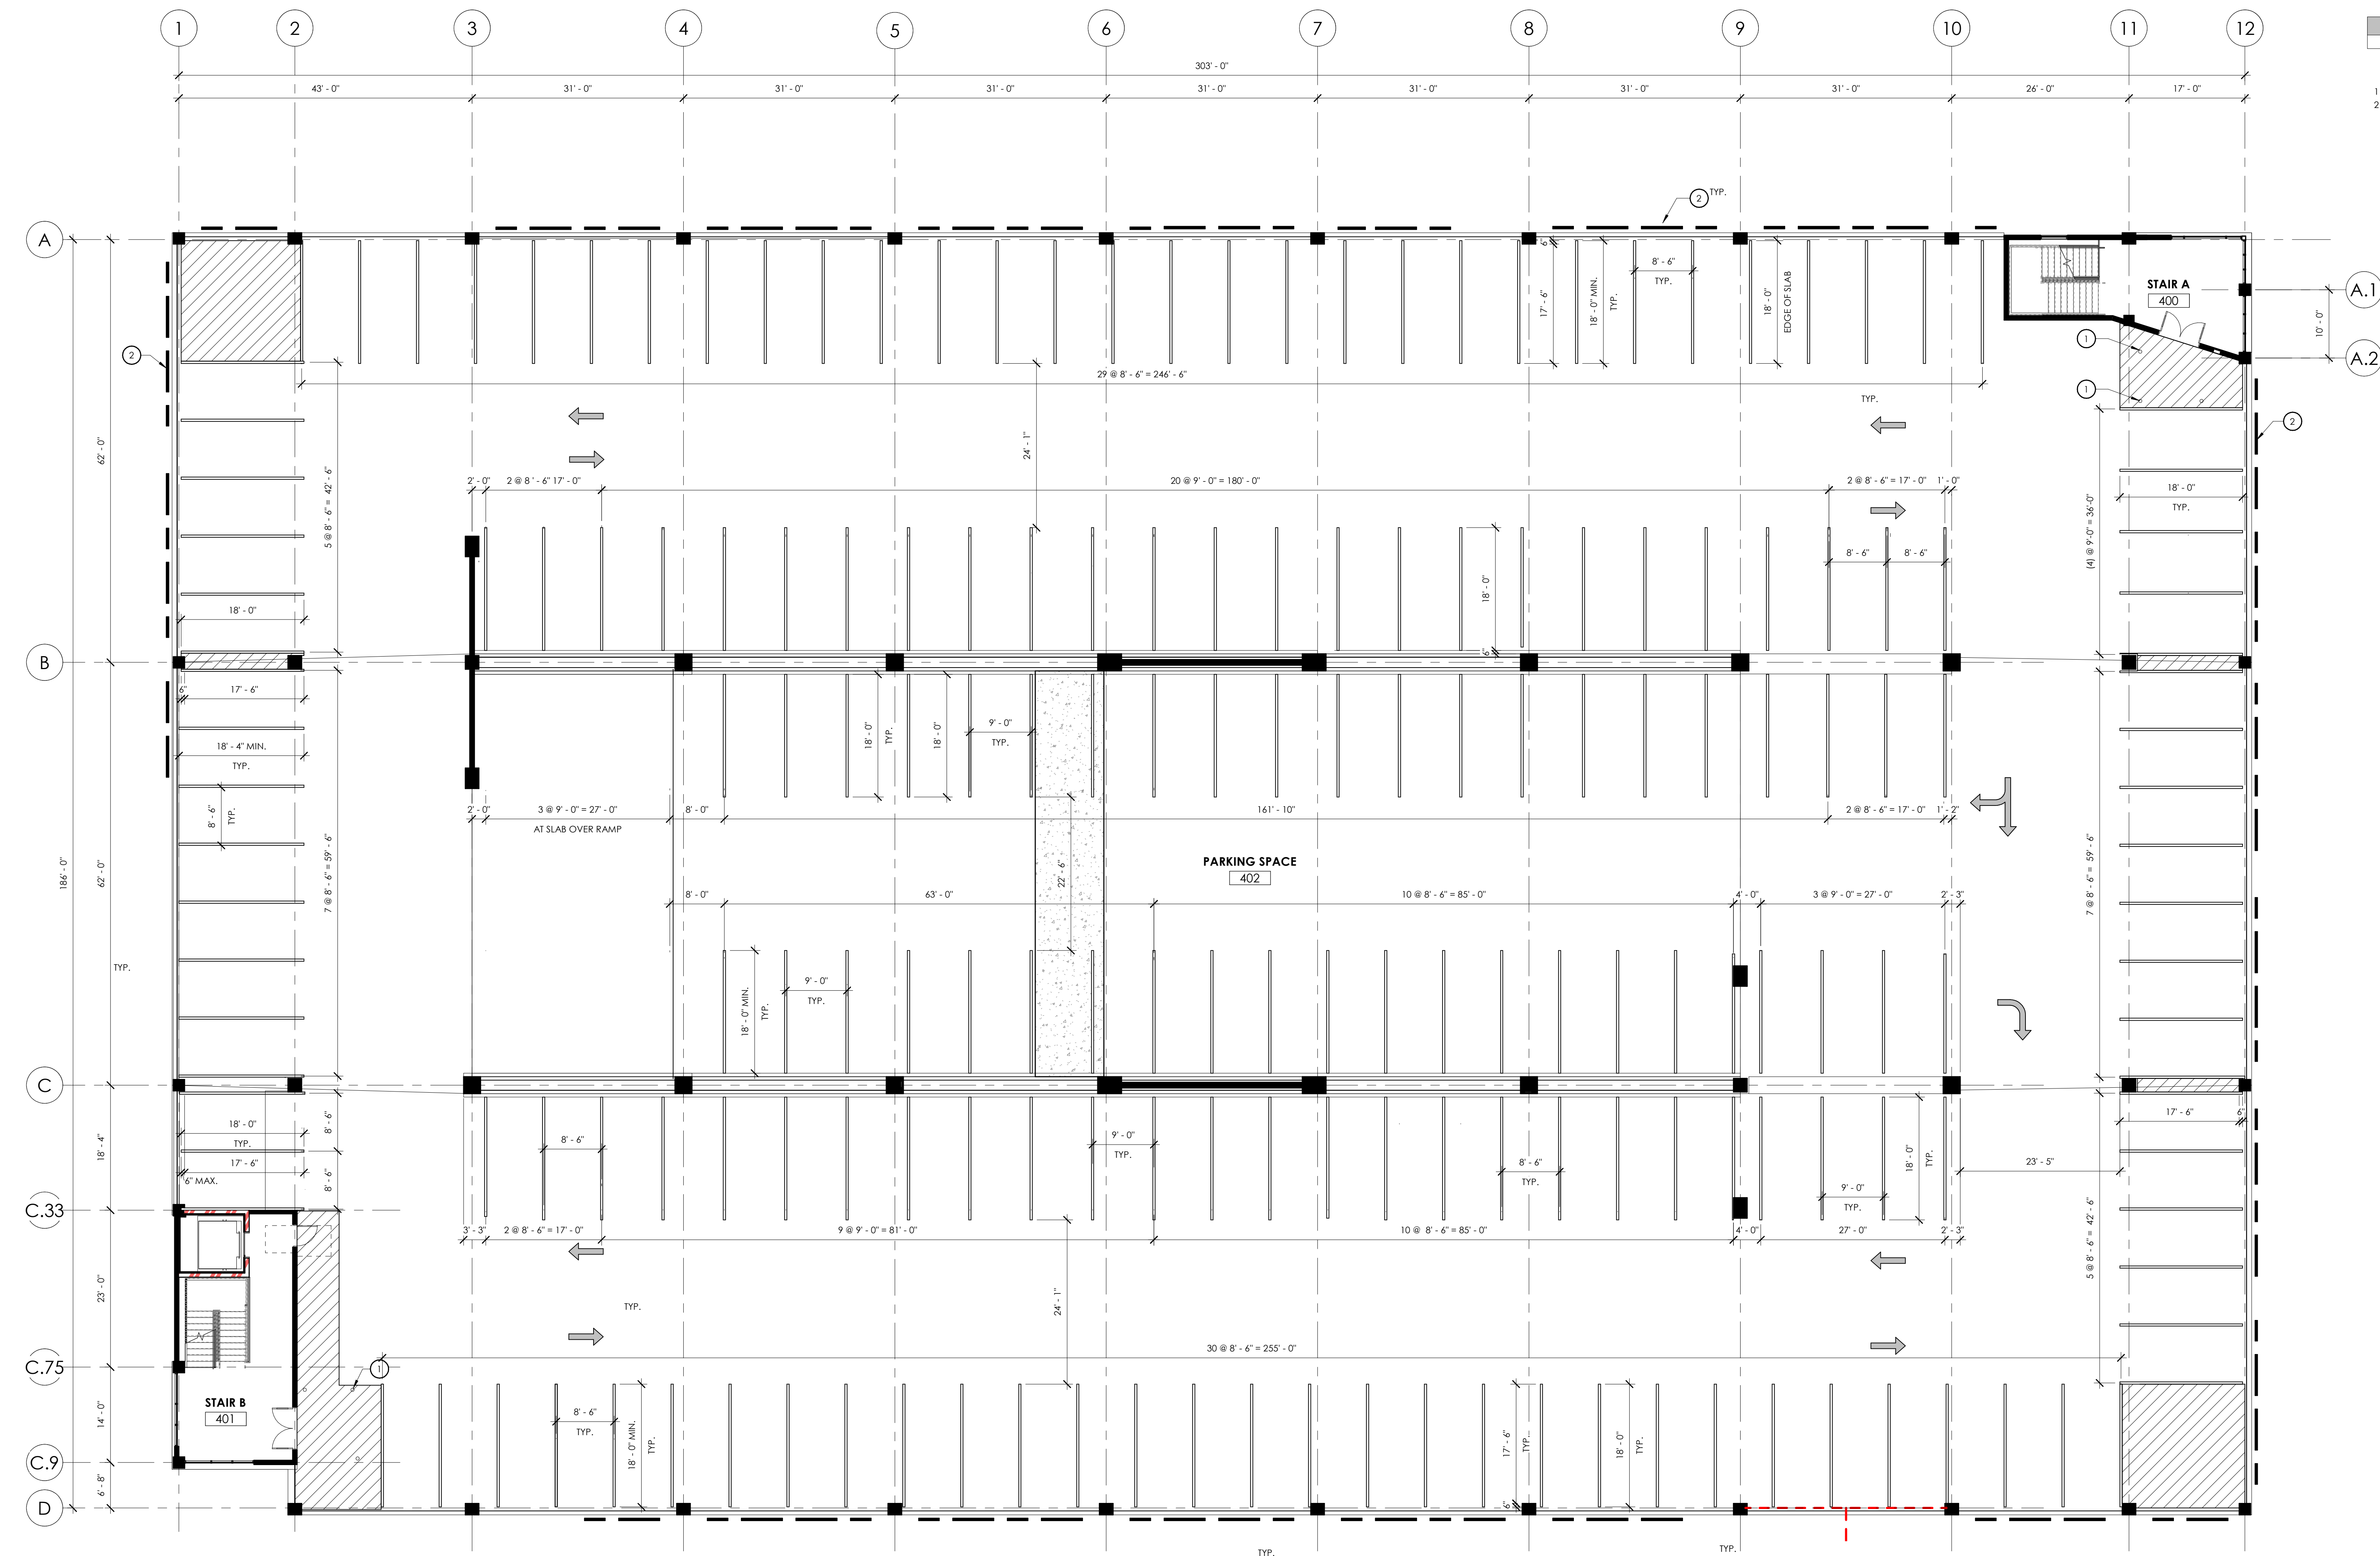 1 2 3 4 5 6 7 8 9 10 11 12
303' - 0"
43' - 0" 31' - 0" 31' - 0" 31' - 0" 31' - 0" 31' - 0" 31' - 0" 31' - 0" 26' - 0" 17' - 0"
1
2
2 TYP.
A
6"
8' - 6"
TYP.
17' - 6"
18' - 0" MIN.
TYP.
18' - 0"
EDGE OF SLAB
STAIR A
400
A.1
10' - 0"
A.2
1
1
2
2
29 @ 8' - 6" = 246' - 6"
TYP.
62' - 0"
5 @ 8' - 6" = 42' - 6"
24' - 1"
2' - 0" 2 @ 8 ' - 6" 17' - 0" 20 @ 9' - 0" = 180' - 0" 2 @ 8' - 6" = 17' - 0" 1' - 0"
18' - 0"
TYP.
(4) @ 9'-0" = 36'-0"
8' - 6" 8' - 6"
18' - 0"
18' - 0"
6"
B
6" 17' - 6"
18' - 4" MIN.
TYP.
18' - 0"
TYP.
18' - 0"
9' - 0"
TYP.
8' - 6"
TYP.
2' - 0" 3 @ 9' - 0" = 27' - 0" 8' - 0" 161' - 10" 2 @ 8' - 6" = 17' - 0" 1' - 2"
AT SLAB OVER RAMP
186' - 0"
62' - 0"
7 @ 8' - 6" = 59' - 6"
22' - 6"
PARKING SPACE
402
7 @ 8' - 6" = 59' - 6"
8' - 0" 63' - 0" 10 @ 8' - 6" = 85' - 0" 4' - 0" 3 @ 9' - 0" = 27' - 0" 2' - 3"
TYP.
18' - 0" MIN.
TYP.
9' - 0"
TYP.
C
18' - 4"
18' - 0"
TYP.
17' - 6"
6" MAX.
8' - 6"
8' - 6"
8' - 6"
9' - 0"
TYP.
8' - 6"
TYP.
18' - 0"
TYP.
9' - 0"
TYP.
23' - 5"
17' - 6" 6"
C.33
3' - 3" 2 @ 8' - 6" = 17' - 0" 9 @ 9' - 0" = 81' - 0" 10 @ 8' - 6" = 85' - 0" 4' - 0" 27' - 0" 2' - 3"
5 @ 8' - 6" = 42' - 6"
23' - 0"
TYP.
24' - 1"
30 @ 8' - 6" = 255' - 0"
C.75
1
STAIR B
401
14' - 0"
8' - 6"
TYP.
18' - 0" MIN.
TYP.
17' - 6"
TYP.
18' - 0"
TYP.
C.9
6' - 8"
6"
D
TYP.
TYP.